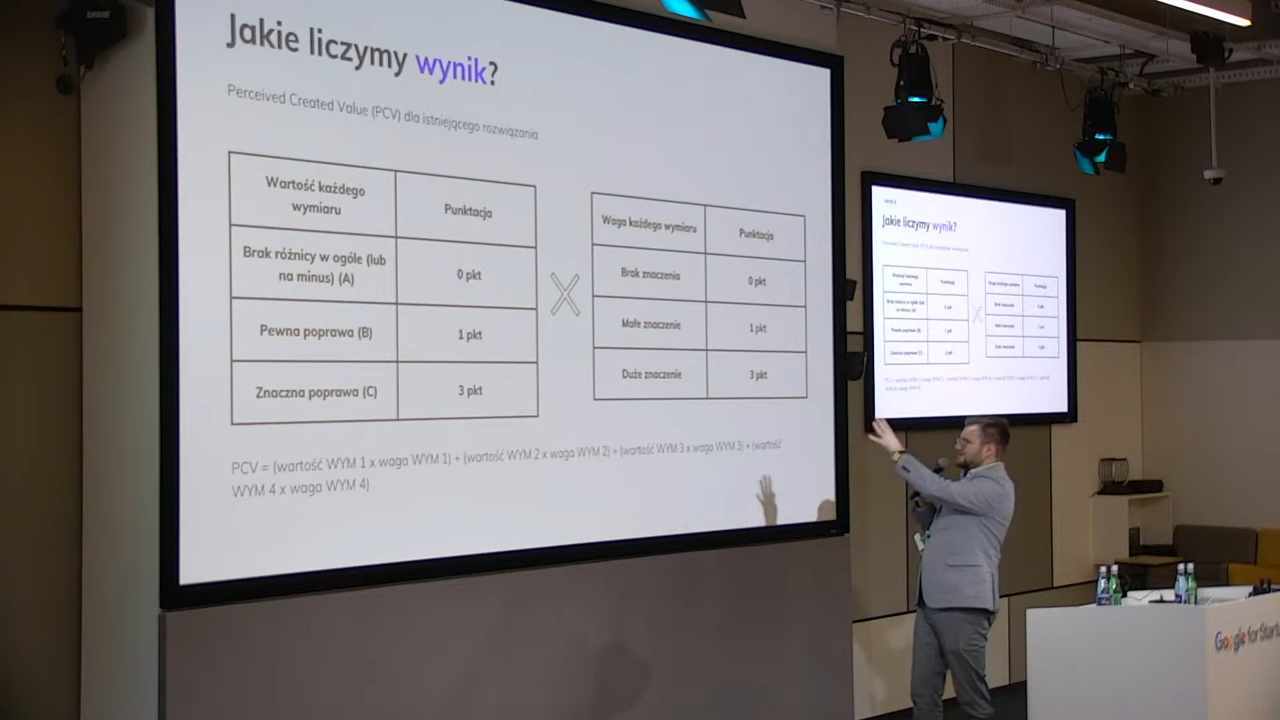 Jakie liczymy wynik?
Perceived Created Value (PCV) dla istniejącego rozwiązania
Wartość każdego
wymiaru
Punktacja
Brak różnicy w ogóle (lub
na minus) (A)
0 pkt
Pewna poprawa (B)
1 pkt
Znaczna poprawa (C)
3 pkt
Waga każdego wymiaru
Punktacja
Brak znaczenia
0 pkt
Małe znaczenie
1 pkt
Duże znaczenie
3 pkt
PCV = (wartość WYM 1 x waga WYM 1) + (wartość WYM 2 x waga WYM 2) + (wartość WYM 3 x waga WYM 3) + (wartość
WYM 4 x waga WYM 4)
Jakie liczymy wynik?
Punktacja
Punktacja
Google for